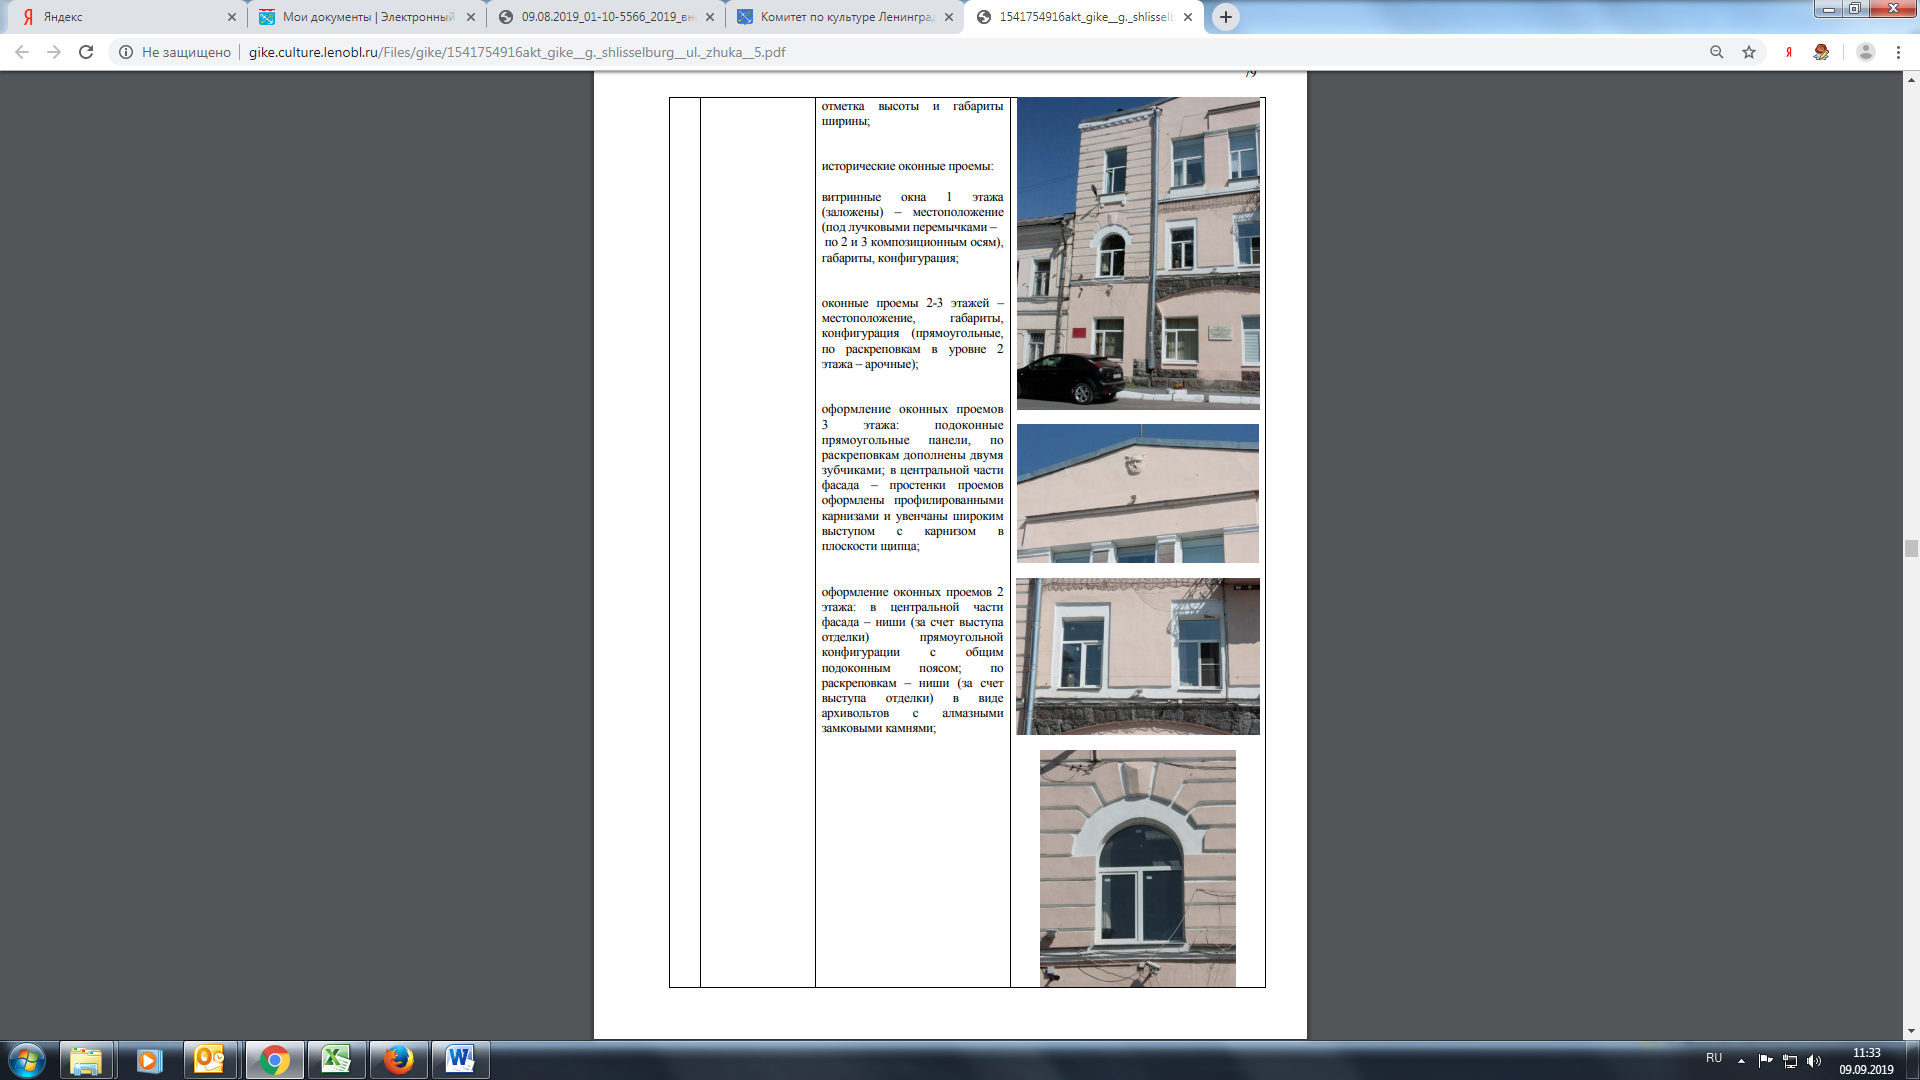 Яндекс
Мои документы | Электронный
09.08.2019_01-10-5566_2019_вн
Комитет по культуре Ленинград
1541754916akt_gike__g._shlisselb
Не защищено
gike.culture.lenobl.ru/Files/gike/1541754916akt_gike__g._shlisselburg__ul._zhuka__5.pdf
79
отметка высоты и габариты
ширины;
исторические оконные проемы:
витринные окна 1 этажа
(заложены) – местоположение
(под лучковыми перемычками –
по 2 и 3 композиционным осям),
габариты, конфигурация;
оконные проемы 2-3 этажей –
местоположение, габариты,
конфигурация (прямоугольные,
по раскреповкам в уровне 2
этажа – арочные);
оформление оконных проемов
3 этажа: подоконные
прямоугольные панели, по
раскреповкам дополнены двумя
зубчиками; в центральной части
фасада – простенки проемов
оформлены профилированными
карнизами и увенчаны широким
выступом с карнизом в
плоскости щипца;
оформление оконных проемов 2
этажа: в центральной части
фасада – ниши (за счет выступа
отделки) прямоугольной
конфигурации с общим
подоконным поясом; по
раскреповкам – ниши (за счет
выступа отделки) в виде
архивольтов с алмазными
замковыми камнями;
RU
11:33
09.09.2019